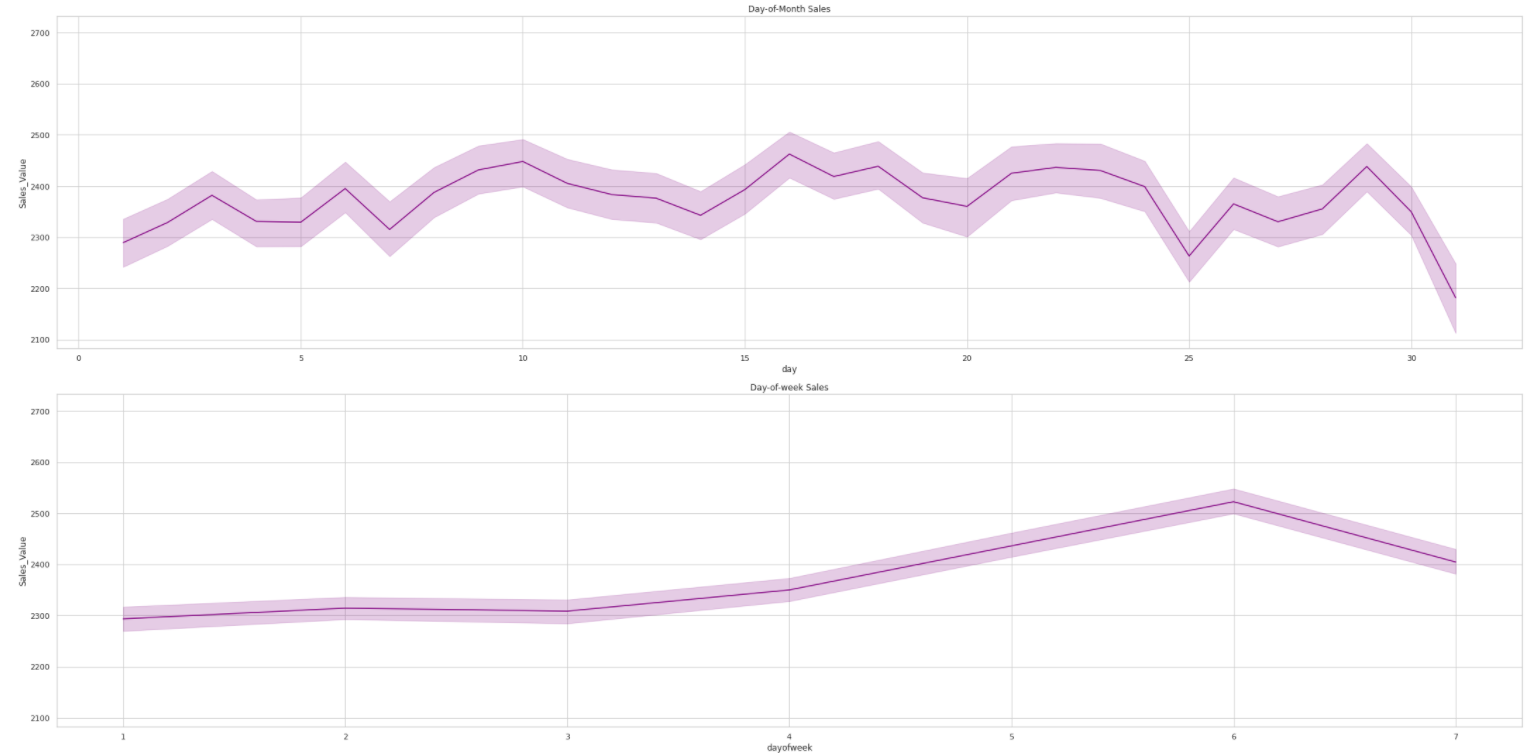 Day-of-Month Sales
2700
2600
2500
2400
2300
2200
2100
Sales_Value
0 5 10 15 20 25 30
day
Day-of-week Sales
2700
2600
2500
2400
2300
2200
2100
Sales_Value
1 2 3 4 5 6 7
dayofweek